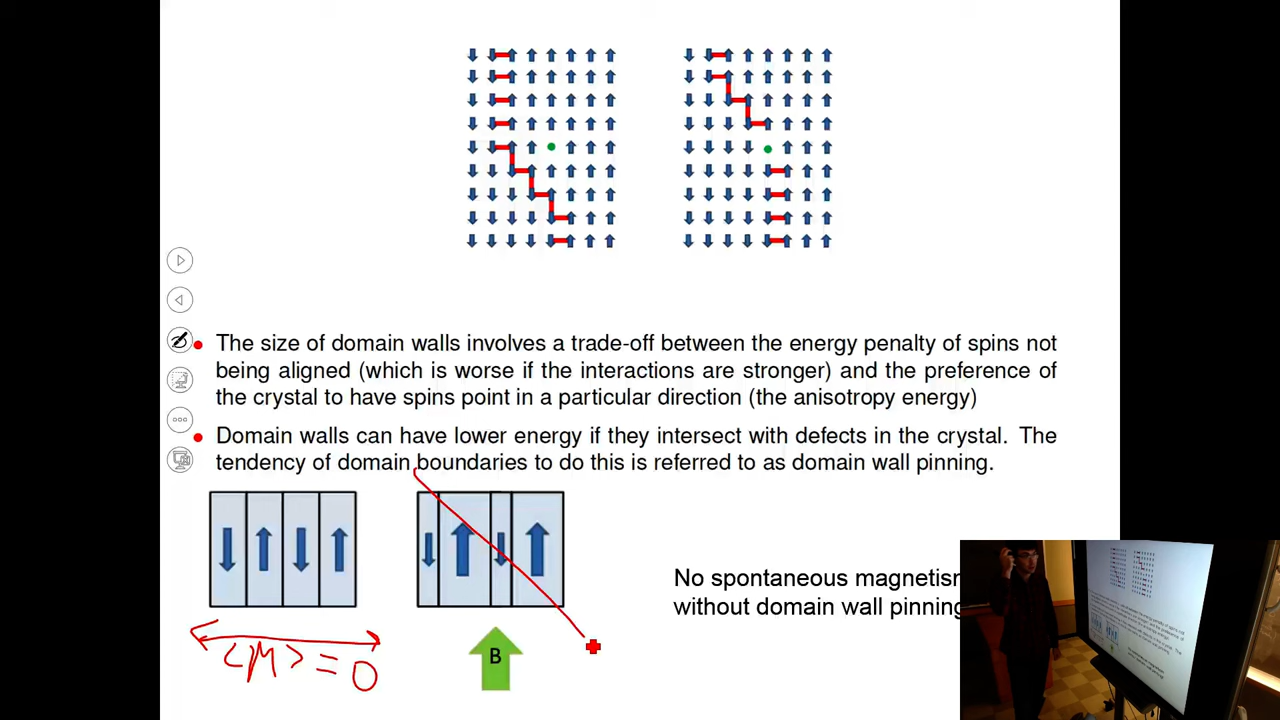 The size of domain walls involves a trade-off between the energy penalty of spins not
being aligned (which is worse if the interactions are stronger) and the preference of
the crystal to have spins point in a particular direction (the anisotropy energy)
Domain walls can have lower energy if they intersect with defects in the crystal. The
tendency of domain boundaries to do this is referred to as domain wall pinning.
No spontaneous magnetism
without domain wall pinning
<M> = 0
B